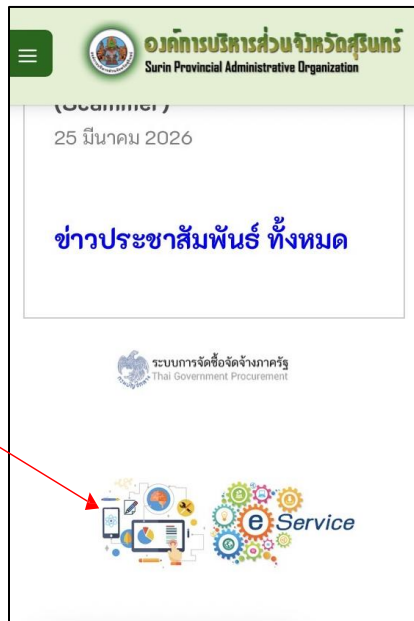 องค์การบริหารส่วนจังหวัดสุรินทร์
Surin Provincial Administrative Organization
(Scammer)
25 มีนาคม 2026
ข่าวประชาสัมพันธ์ ทั้งหมด
ระบบการจัดซื้อจัดจ้างภาครัฐ
Thai Government Procurement
e Service